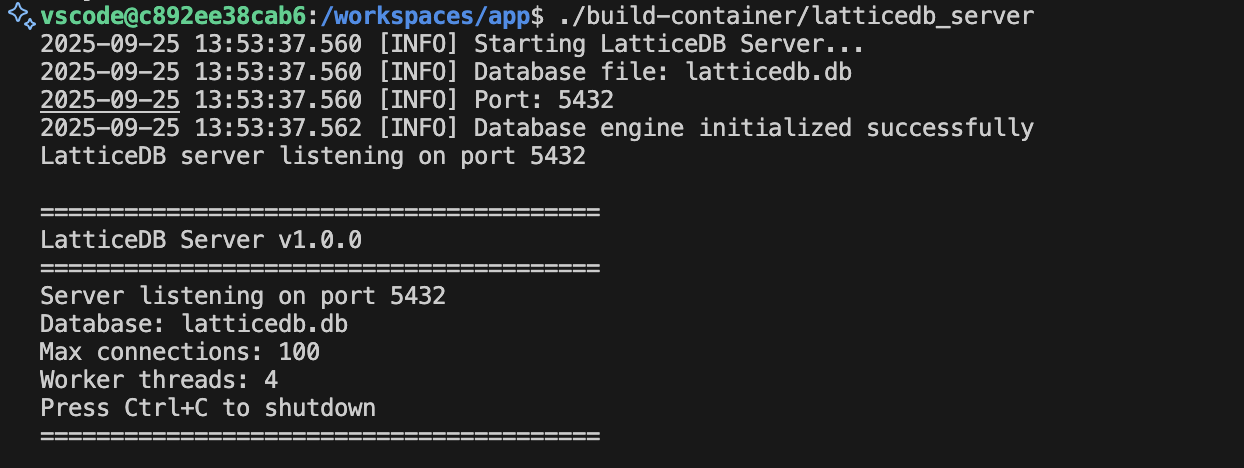 vscode@c892ee38cab6:/workspaces/app$ ./build-container/latticedb_server
2025-09-25 13:53:37.560 [INFO] Starting LatticeDB Server...
2025-09-25 13:53:37.560 [INFO] Database file: latticedb.db
2025-09-25 13:53:37.560 [INFO] Port: 5432
2025-09-25 13:53:37.562 [INFO] Database engine initialized successfully
LatticeDB server listening on port 5432
========================================
LatticeDB Server v1.0.0
========================================
Server listening on port 5432
Database: latticedb.db
Max connections: 100
Worker threads: 4
Press Ctrl+C to shutdown
========================================